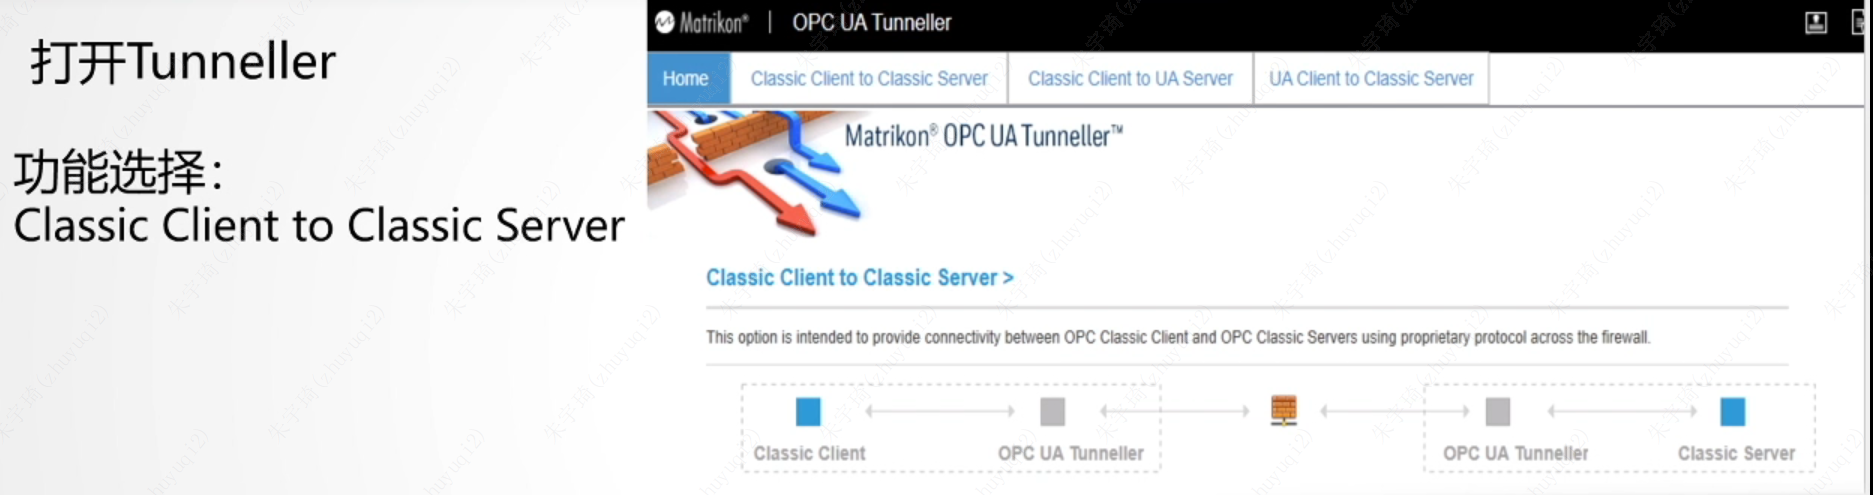 打开Tunneller
功能选择：
Classic Client to Classic Server
Matrikon® | OPC UA Tunneller
Home
Classic Client to Classic Server
Classic Client to UA Server
UA Client to Classic Server
Matrikon® OPC UA Tunneller™
Classic Client to Classic Server >
This option is intended to provide connectivity between OPC Classic Client and OPC Classic Servers using proprietary protocol across the firewall.
Classic Client
OPC UA Tunneller
OPC UA Tunneller
Classic Server
朱宇琦(zhuyuqi2)